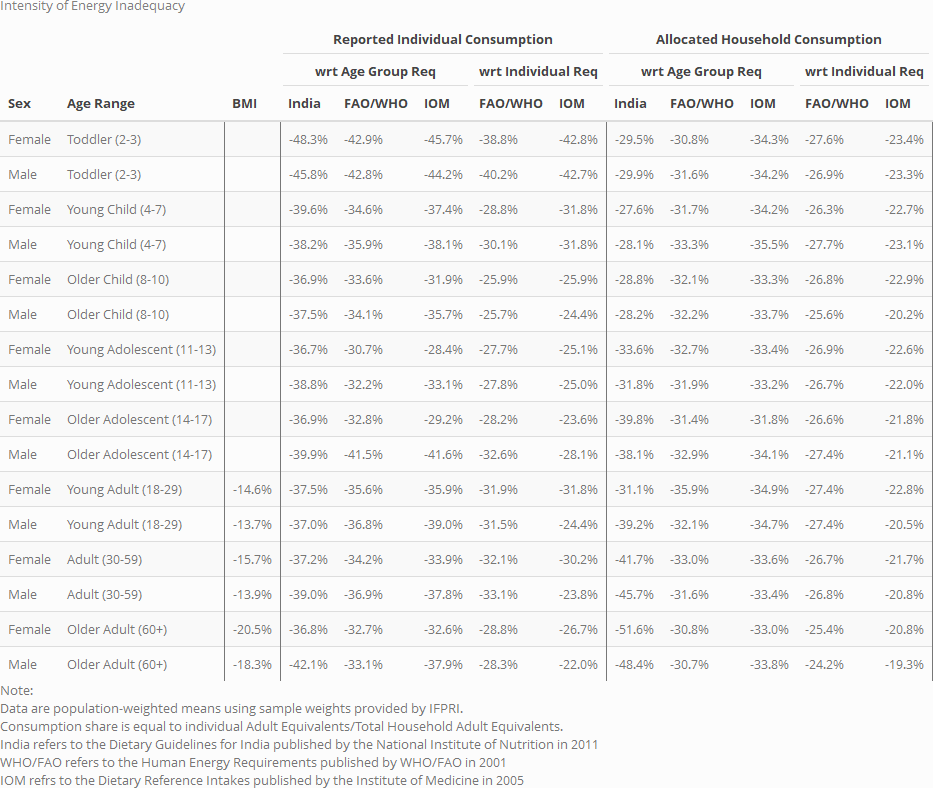 Intensity of Energy Inadequacy
Reported Individual Consumption Allocated Household Consumption
wrt Age Group Req wrt Individual Req wrt Age Group Req wrt Individual Req
Sex Age Range BMI India FAO/WHO IOM FAO/WHO IOM India FAO/WHO IOM FAO/WHO IOM
Female Toddler (2-3) -48.3% -42.9% -45.7% -38.8% -42.8% -29.5% -30.8% -34.3% -27.6% -23.4%
Male Toddler (2-3) -45.8% -42.8% -44.2% -40.2% -42.7% -29.9% -31.6% -34.2% -26.9% -23.3%
Female Young Child (4-7) -39.6% -34.6% -37.4% -28.8% -31.8% -27.6% -31.7% -34.2% -26.3% -22.7%
Male Young Child (4-7) -38.2% -35.9% -38.1% -30.1% -31.8% -28.1% -33.3% -35.5% -27.7% -23.1%
Female Older Child (8-10) -36.9% -33.6% -31.9% -25.9% -25.9% -28.8% -32.1% -33.3% -26.8% -22.9%
Male Older Child (8-10) -37.5% -34.1% -35.7% -25.7% -24.4% -28.2% -32.2% -33.7% -25.6% -20.2%
Female Young Adolescent (11-13) -36.7% -30.7% -28.4% -27.7% -25.1% -33.6% -32.7% -33.4% -26.9% -22.6%
Male Young Adolescent (11-13) -38.8% -32.2% -33.1% -27.8% -25.0% -31.8% -31.9% -33.2% -26.7% -22.0%
Female Older Adolescent (14-17) -36.9% -32.8% -29.2% -28.2% -23.6% -39.8% -31.4% -31.8% -26.6% -21.8%
Male Older Adolescent (14-17) -39.9% -41.5% -41.6% -32.6% -28.1% -38.1% -32.9% -34.1% -27.4% -21.1%
Female Young Adult (18-29) -14.6% -37.5% -35.6% -35.9% -31.9% -31.8% -31.1% -35.9% -34.9% -27.4% -22.8%
Male Young Adult (18-29) -13.7% -37.0% -36.8% -39.0% -31.5% -24.4% -39.2% -32.1% -34.7% -27.4% -20.5%
Female Adult (30-59) -15.7% -37.2% -34.2% -33.9% -32.1% -30.2% -41.7% -33.0% -33.6% -26.7% -21.7%
Male Adult (30-59) -13.9% -39.0% -36.9% -37.8% -33.1% -23.8% -45.7% -31.6% -33.4% -26.8% -20.8%
Female Older Adult (60+) -20.5% -36.8% -32.7% -32.6% -28.8% -26.7% -51.6% -30.8% -33.0% -25.4% -20.8%
Male Older Adult (60+) -18.3% -42.1% -33.1% -37.9% -28.3% -22.0% -48.4% -30.7% -33.8% -24.2% -19.3%
Note:
Data are population-weighted means using sample weights provided by IFPRI.
Consumption share is equal to individual Adult Equivalents/Total Household Adult Equivalents.
India refers to the Dietary Guidelines for India published by the National Institute of Nutrition in 2011
WHO/FAO refers to the Human Energy Requirements published by WHO/FAO in 2001
IOM refrs to the Dietary Reference Intakes published by the Institute of Medicine in 2005